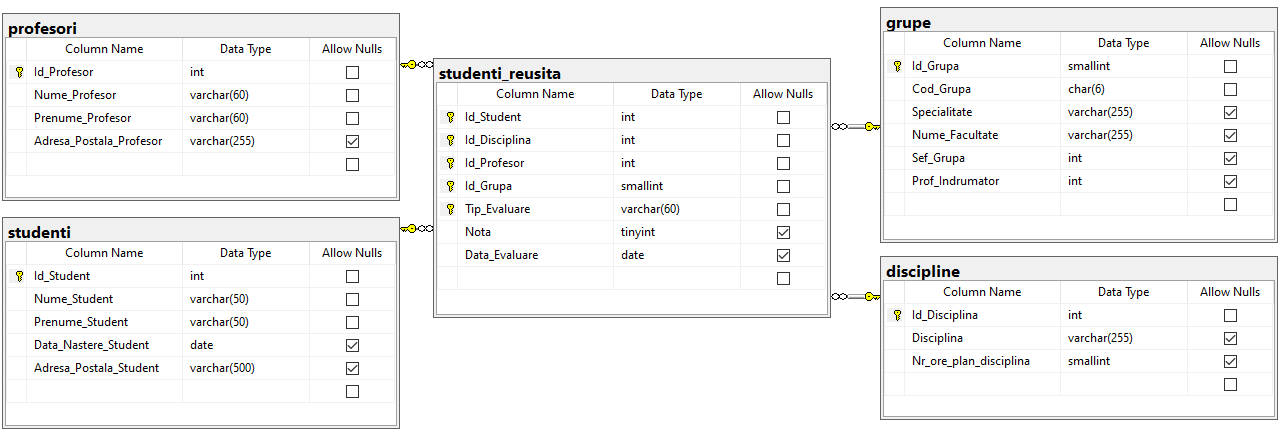 profesori
Column Name Data Type Allow Nulls
Id_Profesor int
Nume_Profesor varchar(60)
Prenume_Profesor varchar(60)
Adresa_Postala_Profesor varchar(255)
studenti
Column Name Data Type Allow Nulls
Id_Student int
Nume_Student varchar(50)
Prenume_Student varchar(50)
Data_Nastere_Student date
Adresa_Postala_Student varchar(500)
studenti_reusita
Column Name Data Type Allow Nulls
Id_Student int
Id_Disciplina int
Id_Profesor int
Id_Grupa smallint
Tip_Evaluare varchar(60)
Nota tinyint
Data_Evaluare date
grupe
Column Name Data Type Allow Nulls
Id_Grupa smallint
Cod_Grupa char(6)
Specialitate varchar(255)
Nume_Facultate varchar(255)
Sef_Grupa int
Prof_Indrumator int
discipline
Column Name Data Type Allow Nulls
Id_Disciplina int
Disciplina varchar(255)
Nr_ore_plan_disciplina smallint